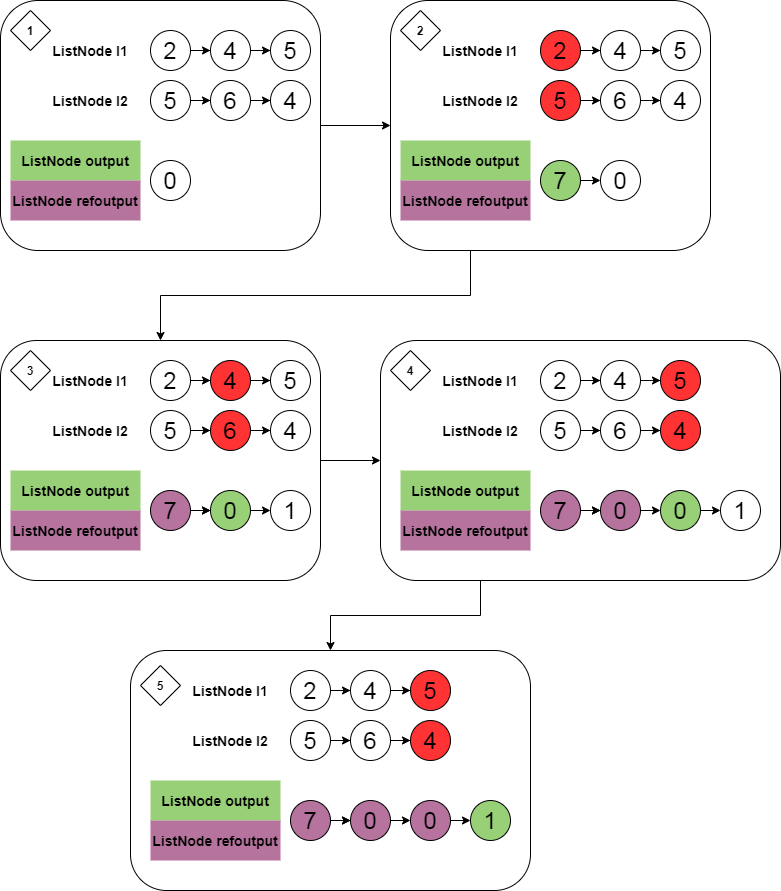 1
ListNode l1 2 4 5
ListNode l2 5 6 4
ListNode output
ListNode refoutput
0
2
ListNode l1 2 4 5
ListNode l2 5 6 4
ListNode output
ListNode refoutput
7 0
3
ListNode l1 2 4 5
ListNode l2 5 6 4
ListNode output
ListNode refoutput
7 0 1
4
ListNode l1 2 4 5
ListNode l2 5 6 4
ListNode output
ListNode refoutput
7 0 0 1
5
ListNode l1 2 4 5
ListNode l2 5 6 4
ListNode output
ListNode refoutput
7 0 0 1